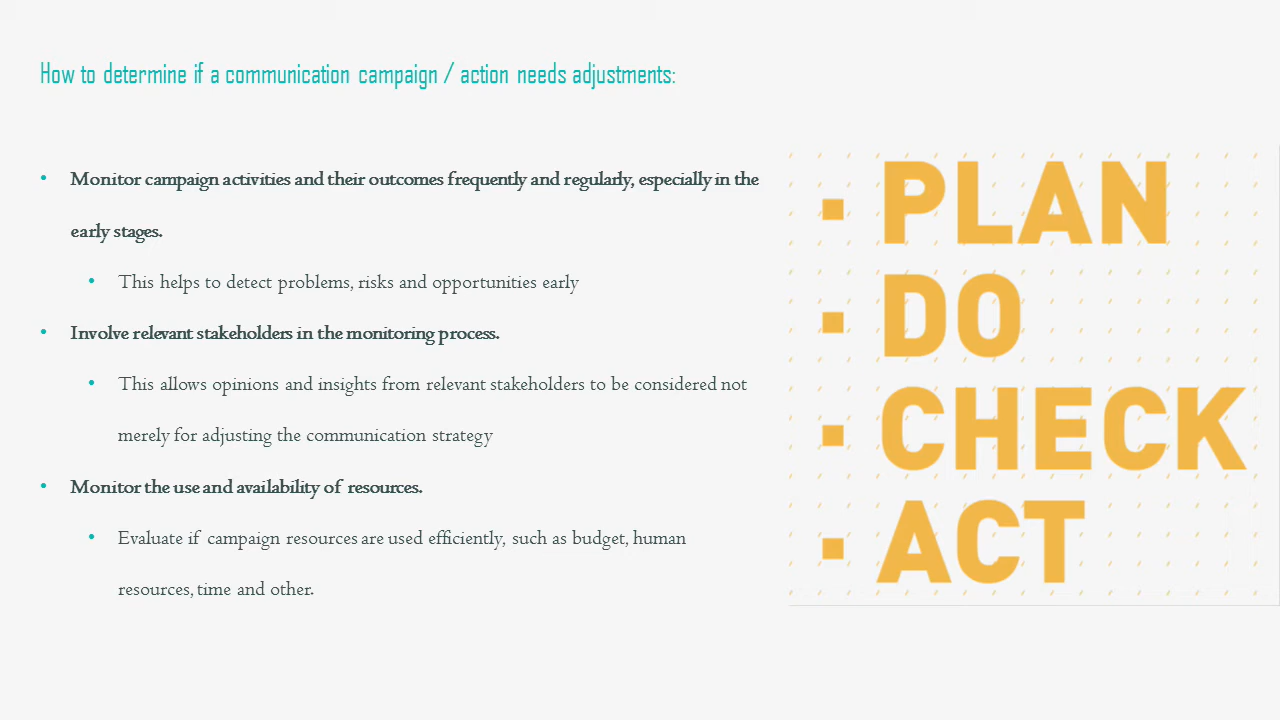 How to determine if a communication campaign / action needs adjustments:
• Monitor campaign activities and their outcomes frequently and regularly, especially in the
early stages.
• This helps to detect problems, risks and opportunities early
• Involve relevant stakeholders in the monitoring process.
• This allows opinions and insights from relevant stakeholders to be considered not
merely for adjusting the communication strategy
• Monitor the use and availability of resources.
• Evaluate if campaign resources are used efficiently, such as budget, human
resources, time and other.
▪ PLAN
▪ DO
▪ CHECK
▪ ACT